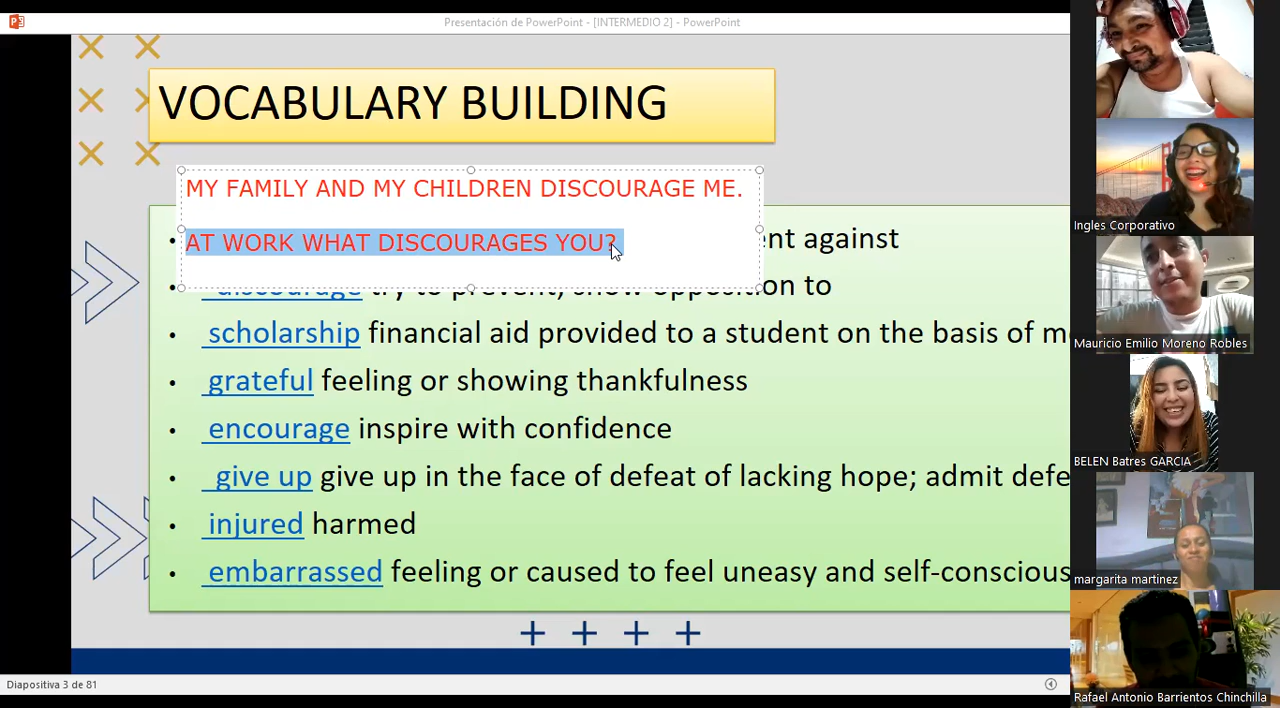 Presentación de PowerPoint - [INTERMEDIO 2] - PowerPoint
VOCABULARY BUILDING
MY FAMILY AND MY CHILDREN DISCOURAGE ME.
AT WORK WHAT DISCOURAGES YOU?
against
discourage try to prevent; show opposition to
scholarship financial aid provided to a student on the basis of
grateful feeling or showing thankfulness
encourage inspire with confidence
give up give up in the face of defeat of lacking hope; admit
injured harmed
embarrassed feeling or caused to feel uneasy and self-conscious
Diapositiva 3 de 81
Ingles Corporativo
Mauricio Emilio Moreno Robles
BELEN Batres GARCIA
margarita martinez
Rafael Antonio Barrientos Chinchilla